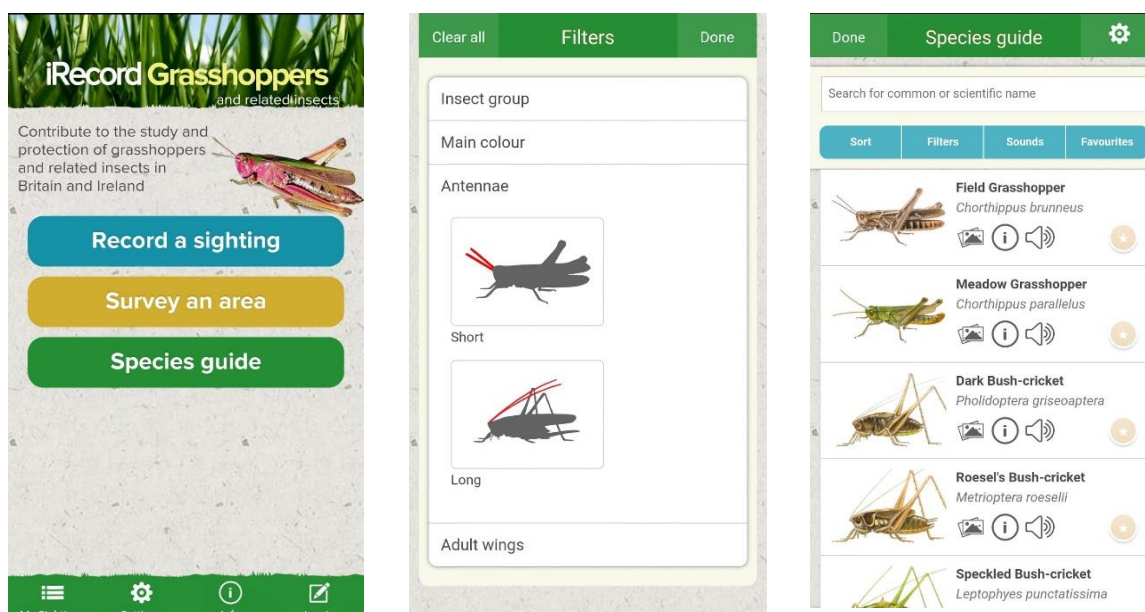 iRecord Grasshoppers
and related insects
Contribute to the study and
protection of grasshoppers
and related insects in
Britain and Ireland
Record a sighting
Survey an area
Species guide
Clear all
Filters
Done
Insect group
Main colour
Antennae
Short
Long
Adult wings
Done
Species guide
Search for common or scientific name
Sort
Filters
Sounds
Favourites
Field Grasshopper
Chorthippus brunneus
Meadow Grasshopper
Chorthippus parallelus
Dark Bush-cricket
Pholidoptera griseoaptera
Roesel's Bush-cricket
Metrioptera roeselii
Speckled Bush-cricket
Leptophyes punctatissima